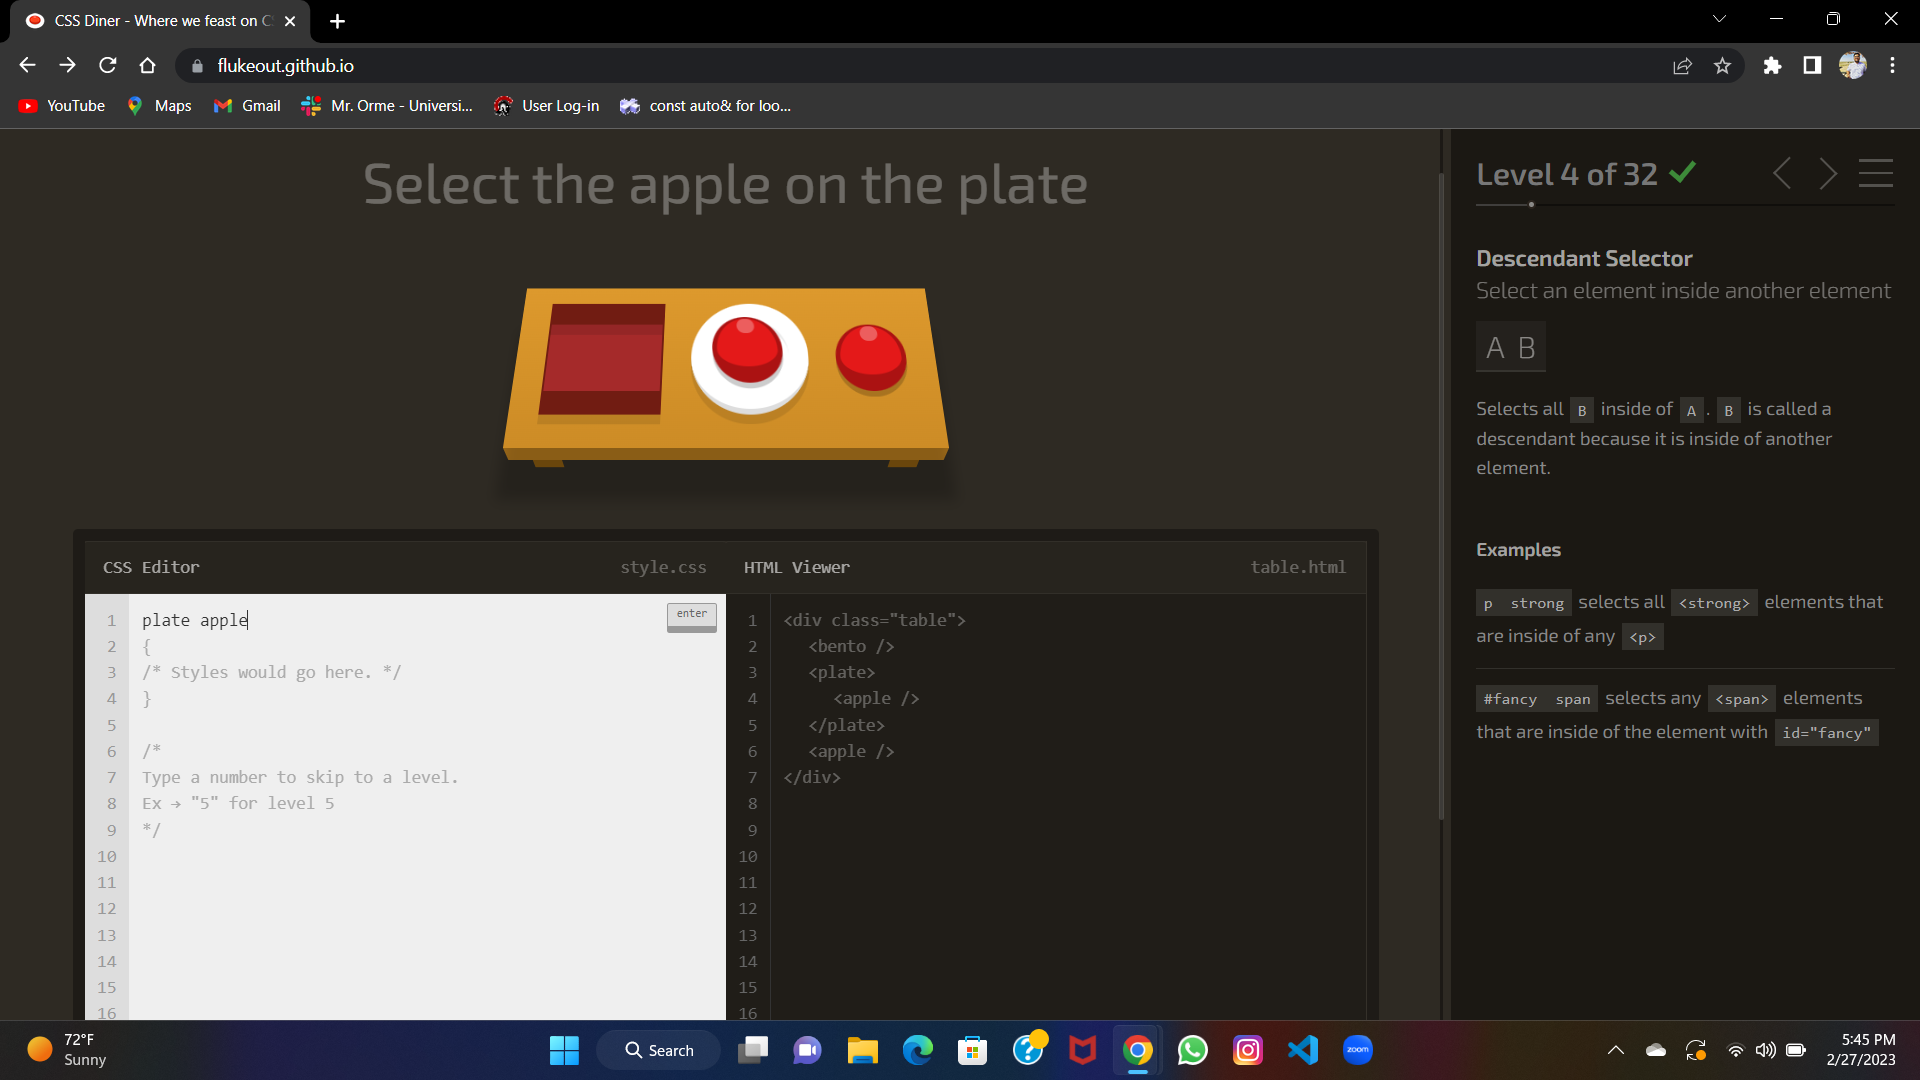 CSS Diner - Where we feast on C
flukeout.github.io
YouTube Maps Gmail Mr. Orme - Universi... User Log-in const auto& for loo...
Select the apple on the plate
CSS Editor style.css
enter
1 plate apple
2 {
3 /* Styles would go here. */
4 }
5
6 /*
7 Type a number to skip to a level.
8 Ex → "5" for level 5
9 */
10
11
12
13
14
15
16
HTML Viewer table.html
1 <div class="table">
2 <bento />
3 <plate>
4 <apple />
5 </plate>
6 <apple />
7 </div>
8
9
10
11
12
13
14
15
16
Level 4 of 32
Descendant Selector
Select an element inside another element
A B
Selects all B inside of A . B is called a
descendant because it is inside of another
element.
Examples
p strong selects all <strong> elements that
are inside of any <p>
#fancy span selects any <span> elements
that are inside of the element with id="fancy"
72°F
Sunny
Search
zoom
5:45 PM
2/27/2023